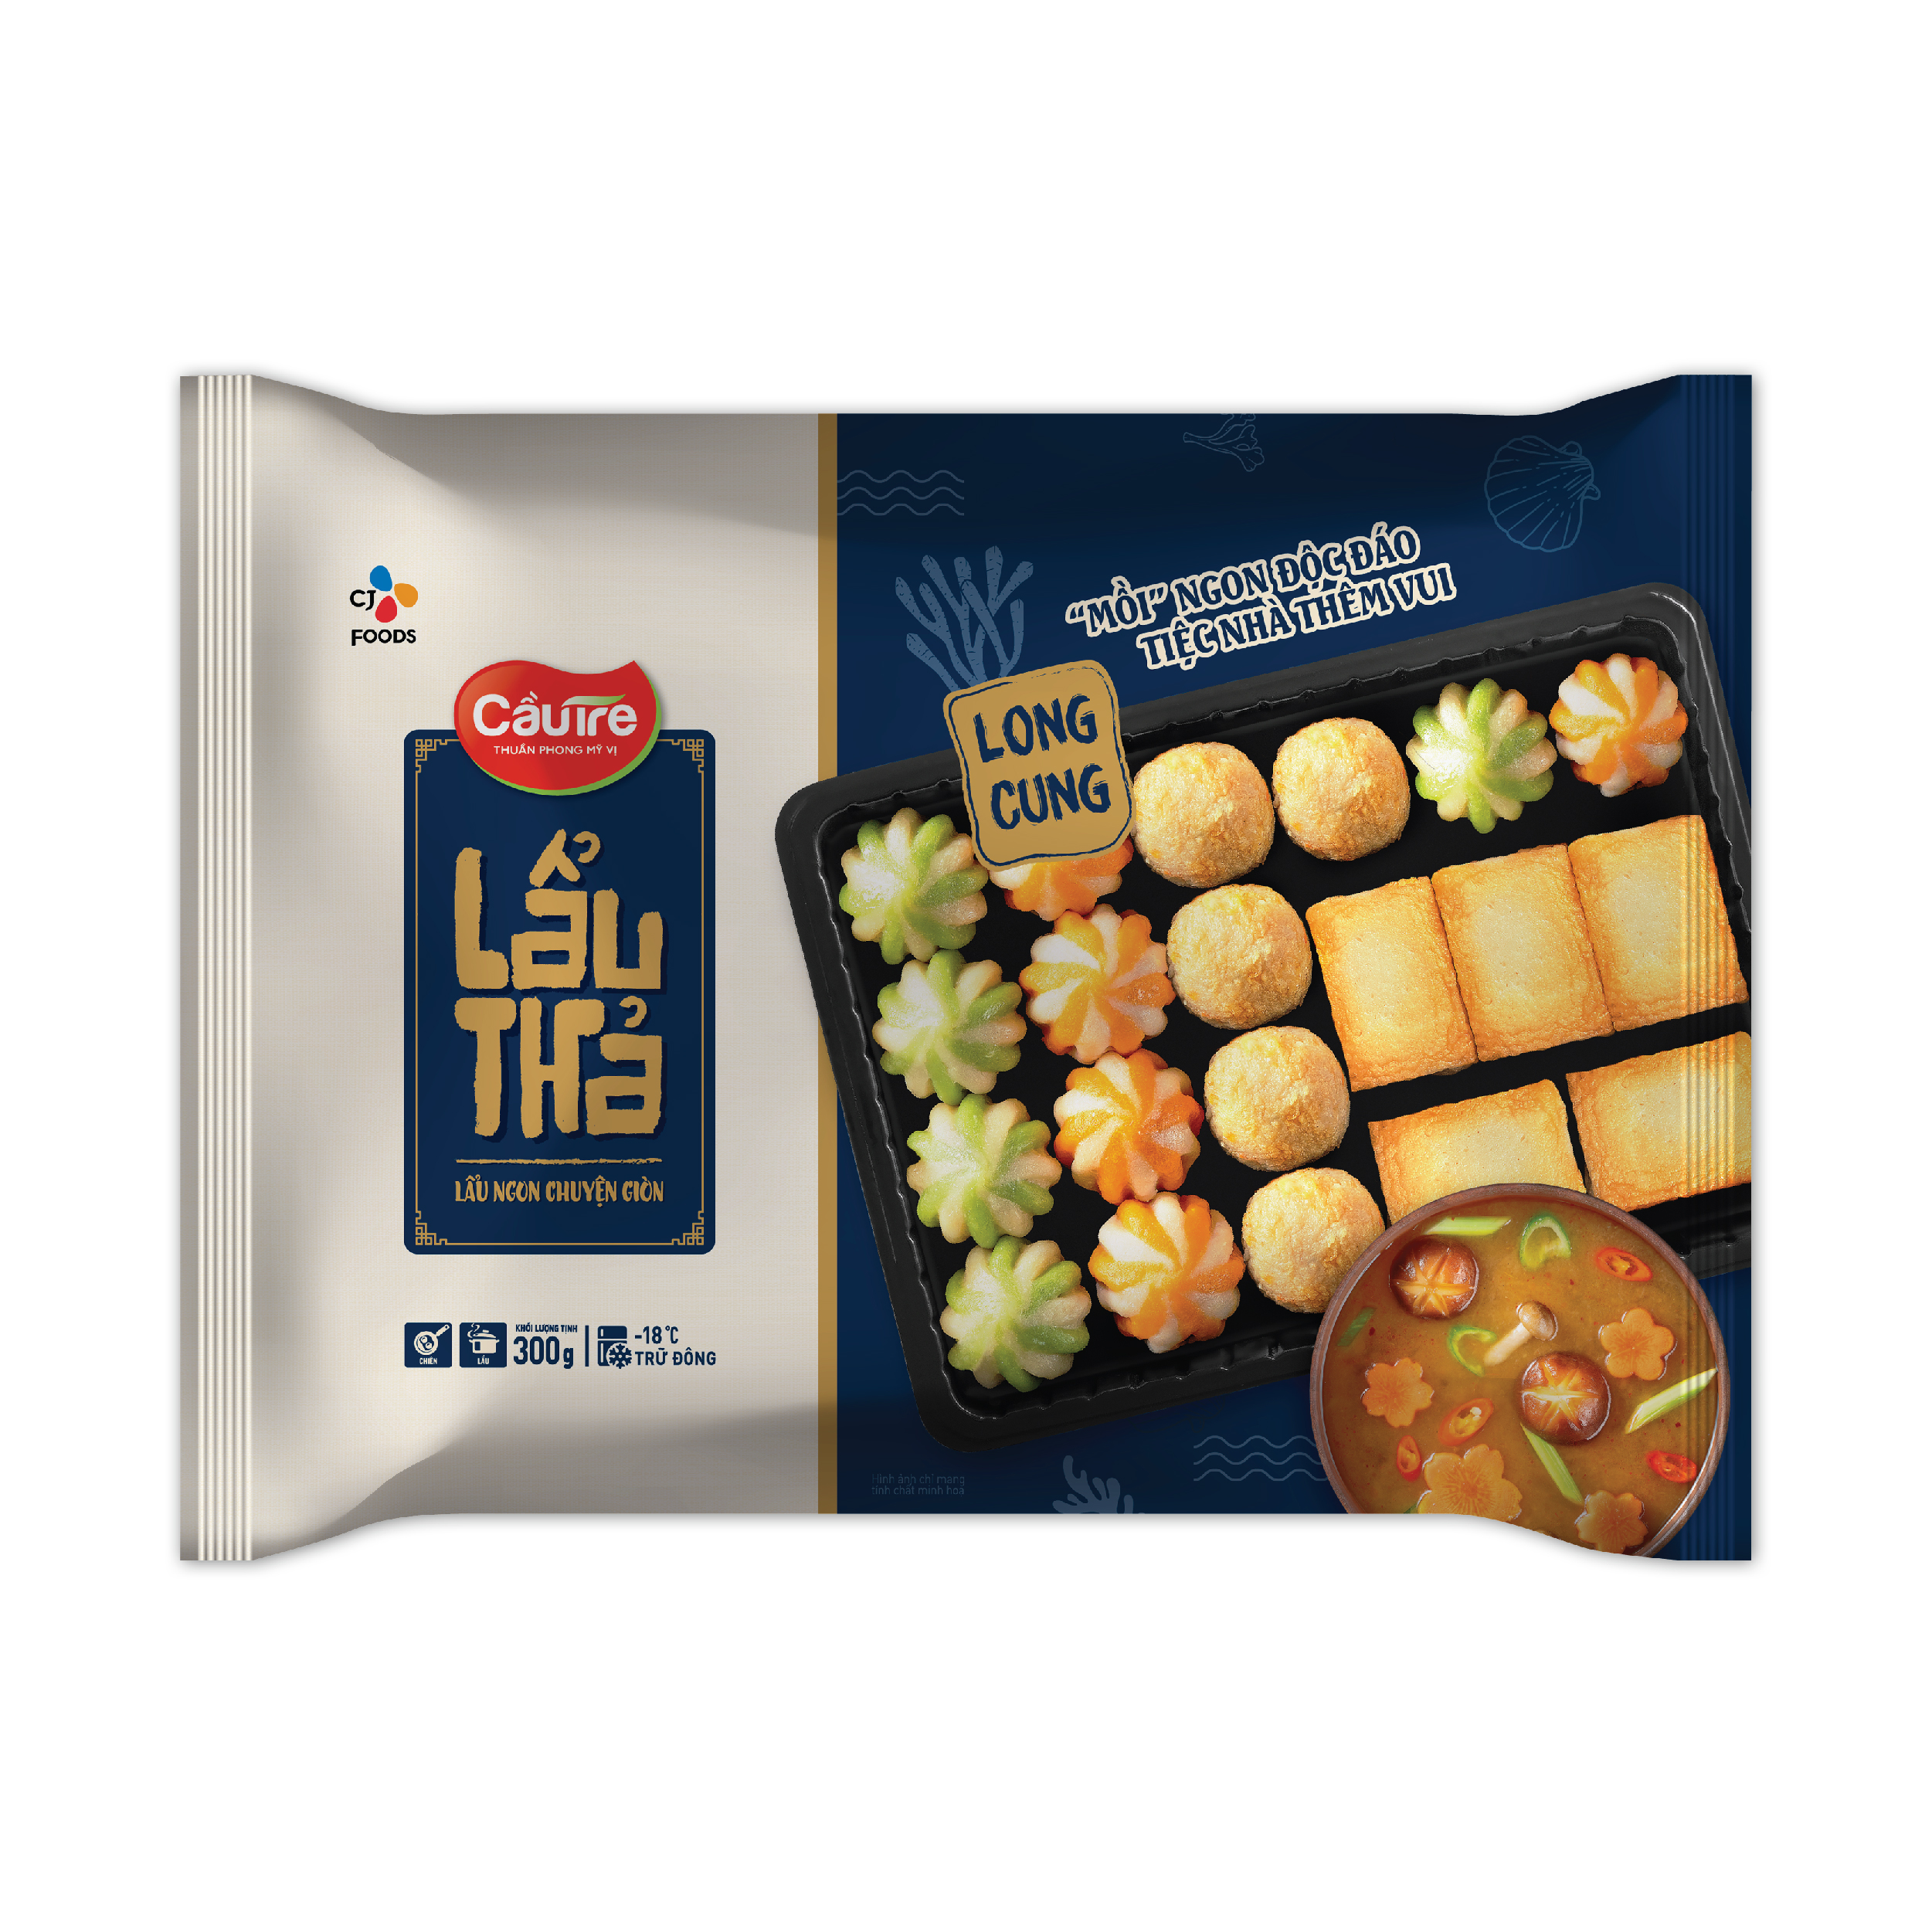 CJ
FOODS
CầuTre
THUẦN PHONG MỸ VỊ
Lẩu
THả
LẨU NGON CHUYỆN GIÒN
CHIÊN
LẨU
KHỐI LƯỢNG TỊNH
300g
-18°C
TRỮ ĐÔNG
"MỒI" NGON ĐỘC ĐÁO
TIỆC NHÀ THÊM VUI
LONG
CUNG
Hình ảnh chỉ mang
tính chất minh hoạ